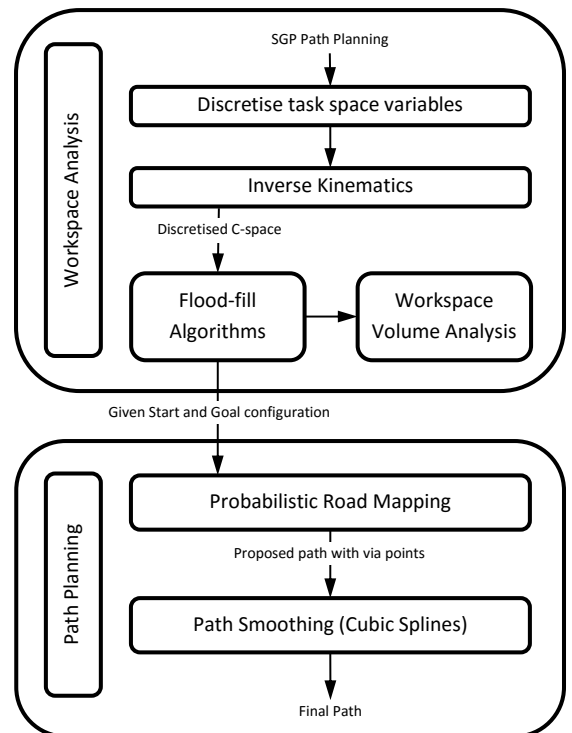 SGP Path Planning
Workspace Analysis
Discretise task space variables
Inverse Kinematics
Discretised C-space
Flood-fill
Algorithms
Workspace
Volume Analysis
Given Start and Goal configuration
Path Planning
Probabilistic Road Mapping
Proposed path with via points
Path Smoothing (Cubic Splines)
Final Path